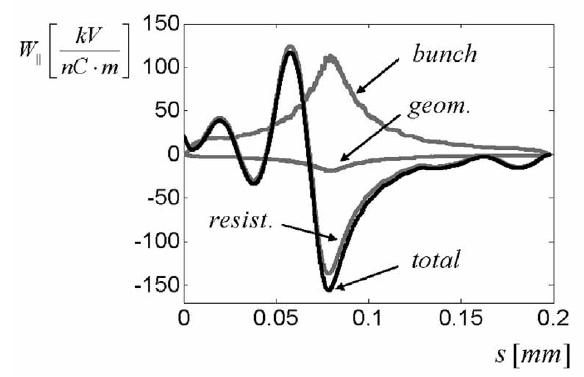 W∥ [kV / nC · m]
150
100
50
0
-50
-100
-150
bunch
geom.
resist.
total
0 0.05 0.1 0.15 0.2
s [mm]